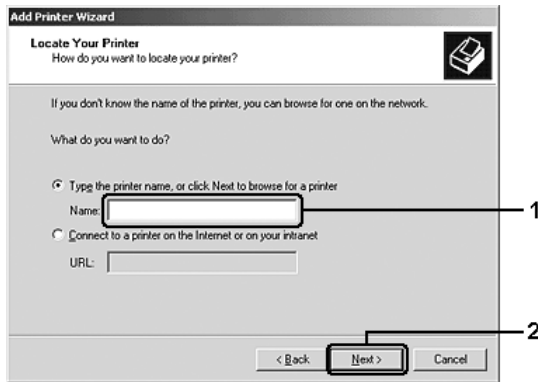 Add Printer Wizard
Locate Your Printer
How do you want to locate your printer?
If you don't know the name of the printer, you can browse for one on the network.
What do you want to do?
Type the printer name, or click Next to browse for a printer
Name:
1
Connect to a printer on the Internet or on your intranet
URL:
2
< Back
Next >
Cancel